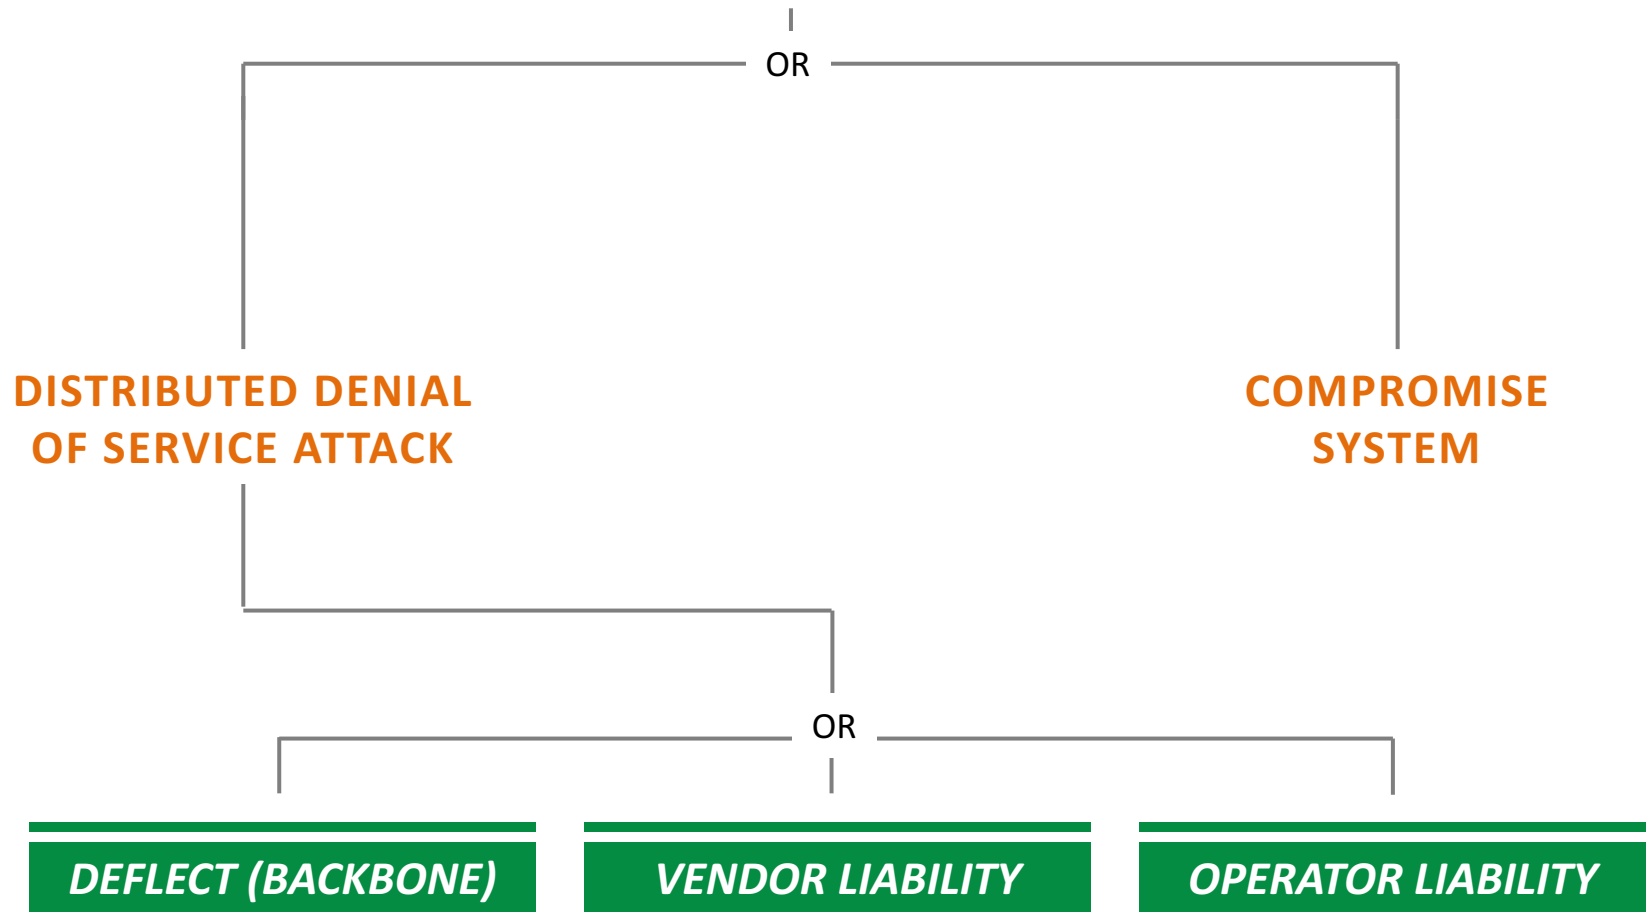 OR
DISTRIBUTED DENIAL
OF SERVICE ATTACK
COMPROMISE
SYSTEM
OR
DEFLECT (BACKBONE)
VENDOR LIABILITY
OPERATOR LIABILITY